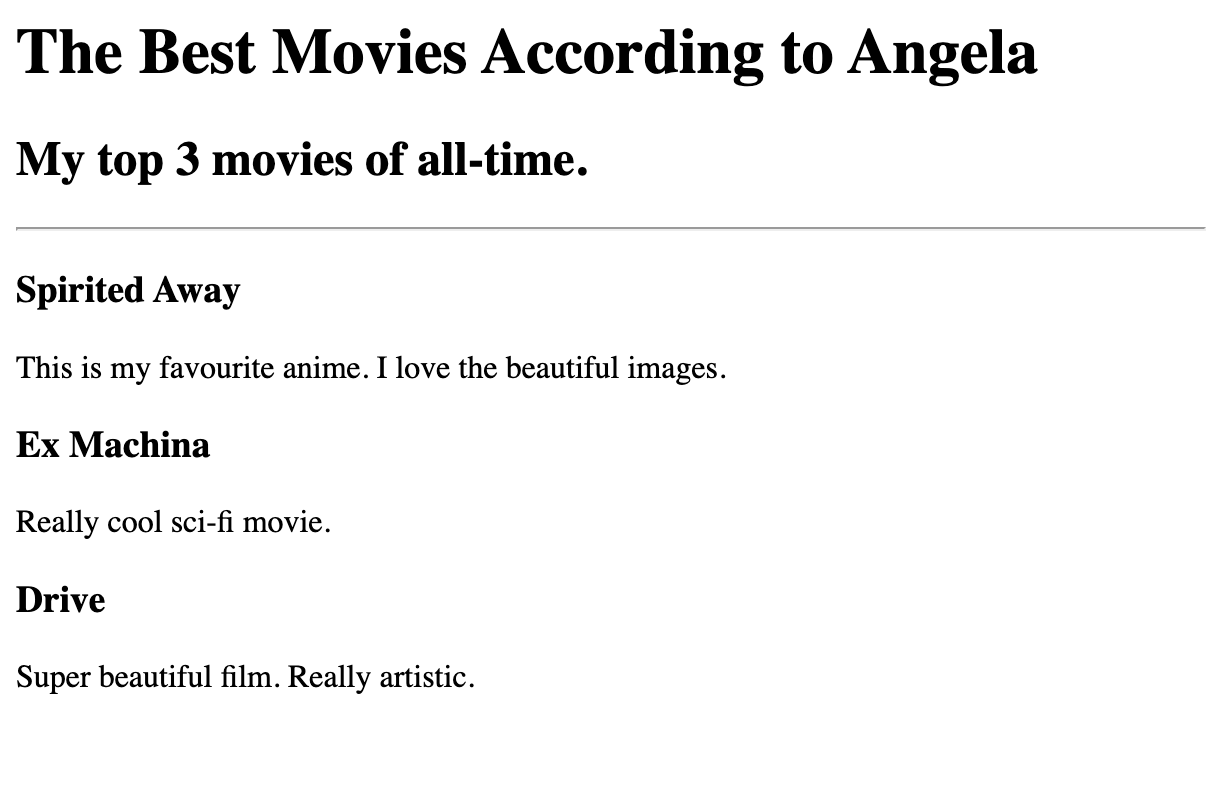 The Best Movies According to Angela
My top 3 movies of all-time.
Spirited Away
This is my favourite anime. I love the beautiful images.
Ex Machina
Really cool sci-fi movie.
Drive
Super beautiful film. Really artistic.